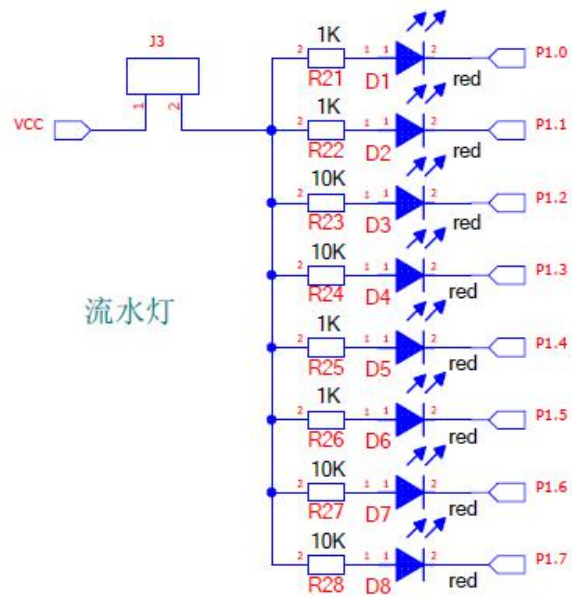 J3
1 2
VCC
流水灯
1K
2 1 1 2 P1.0
R21 D1 red
1K
2 1 1 2 P1.1
R22 D2 red
10K
2 1 1 2 P1.2
R23 D3 red
10K
2 1 1 2 P1.3
R24 D4 red
1K
2 1 1 2 P1.4
R25 D5 red
1K
2 1 1 2 P1.5
R26 D6 red
10K
2 1 1 2 P1.6
R27 D7 red
10K
2 1 1 2 P1.7
R28 D8 red